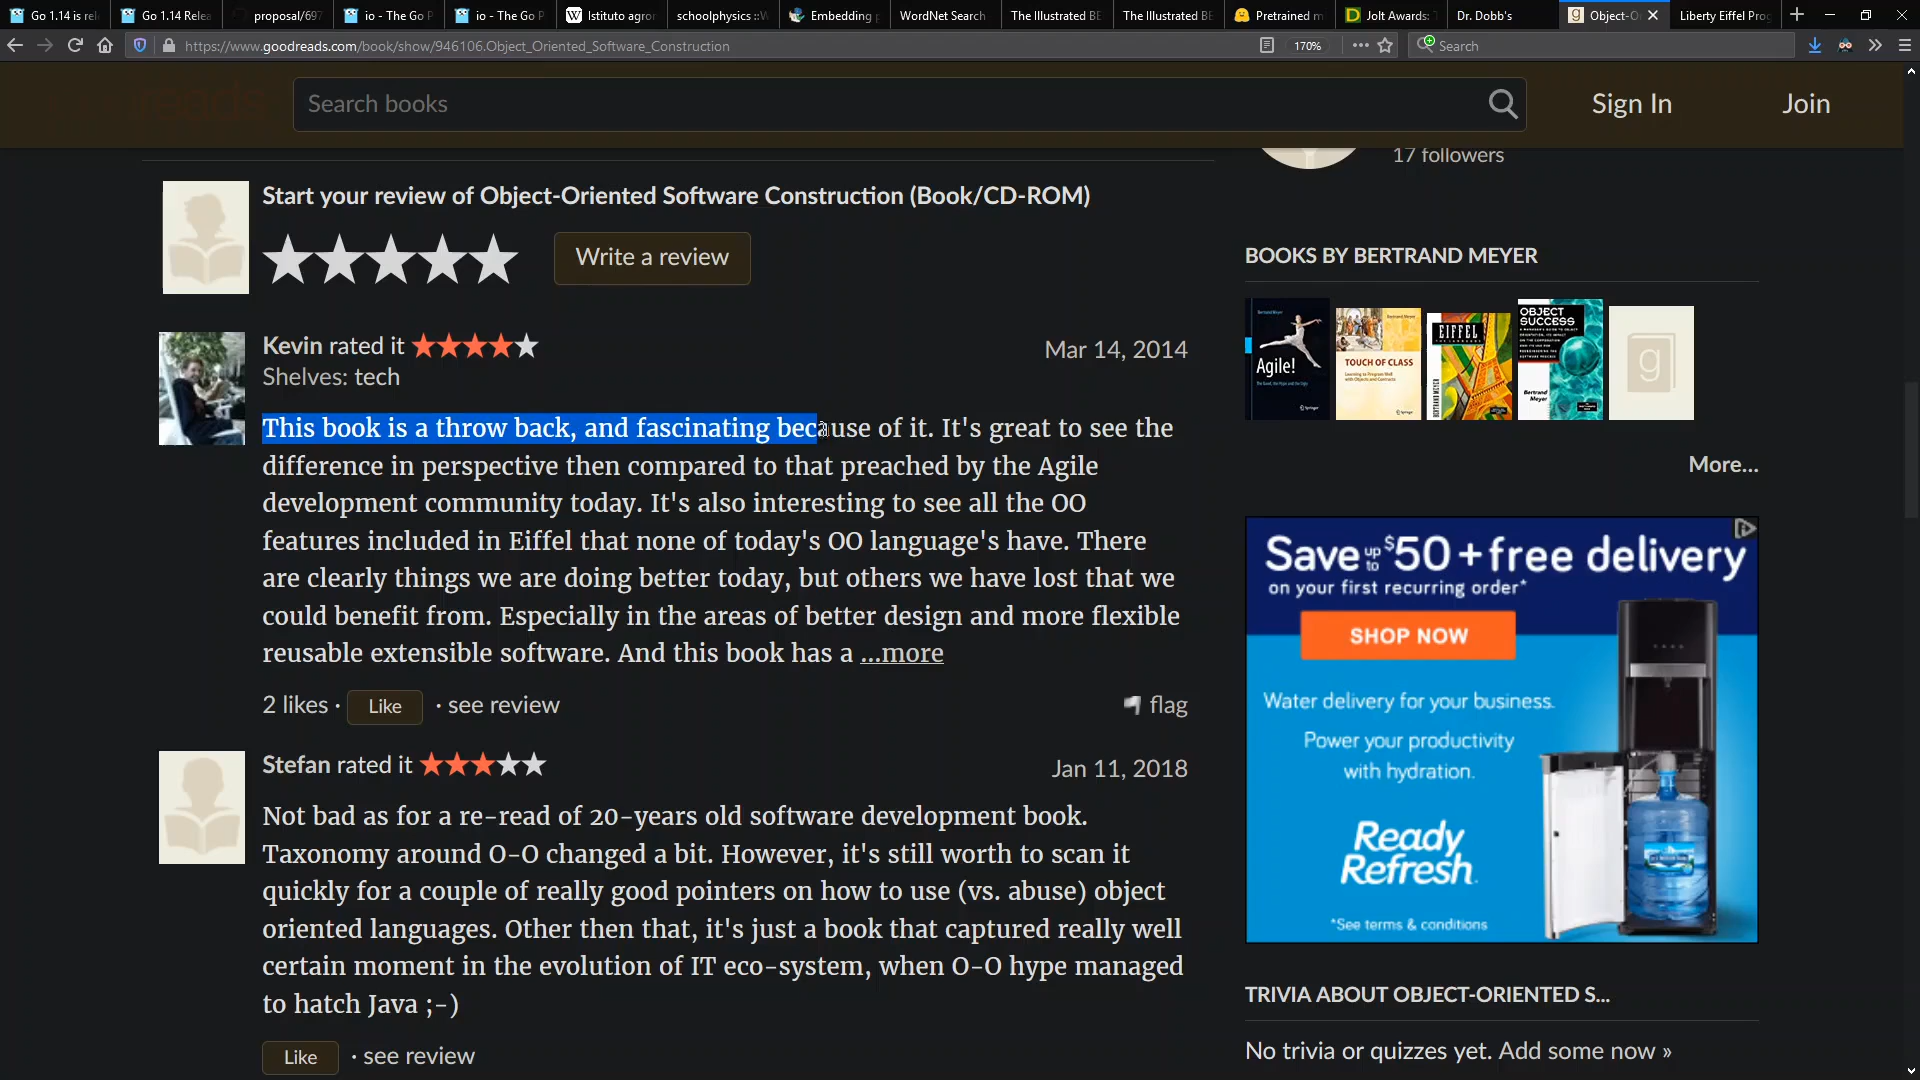 Go 1.14 is rel
Go 1.14 Relea
proposal/697
io - The Go P
io - The Go P
Istituto agror
schoolphysics ::W
Embedding p
WordNet Search
The Illustrated BE
The Illustrated BE
Pretrained m
Jolt Awards: T
Dr. Dobb's
Object-O
Liberty Eiffel Prog
https://www.goodreads.com/book/show/946106.Object_Oriented_Software_Construction
170%
Search
Search books
Sign In
Join
17 followers
Start your review of Object-Oriented Software Construction (Book/CD-ROM)
Write a review
Kevin rated it
Mar 14, 2014
Shelves: tech
This book is a throw back, and fascinating because of it. It's great to see the
difference in perspective then compared to that preached by the Agile
development community today. It's also interesting to see all the OO
features included in Eiffel that none of today's OO language's have. There
are clearly things we are doing better today, but others we have lost that we
could benefit from. Especially in the areas of better design and more flexible
reusable extensible software. And this book has a ...more
2 likes · Like · see review
flag
Stefan rated it
Jan 11, 2018
Not bad as for a re-read of 20-years old software development book.
Taxonomy around O-O changed a bit. However, it's still worth to scan it
quickly for a couple of really good pointers on how to use (vs. abuse) object
oriented languages. Other then that, it's just a book that captured really well
certain moment in the evolution of IT eco-system, when O-O hype managed
to hatch Java ;-)
Like · see review
BOOKS BY BERTRAND MEYER
Agile!
TOUCH OF CLASS
EIFFEL
OBJECT
SUCCESS
Bertrand
Meyer
g
More...
Save up to $50 + free delivery
on your first recurring order*
SHOP NOW
Water delivery for your business.
Power your productivity
with hydration.
Ready
Refresh
*See terms & conditions
TRIVIA ABOUT OBJECT-ORIENTED S...
No trivia or quizzes yet. Add some now »